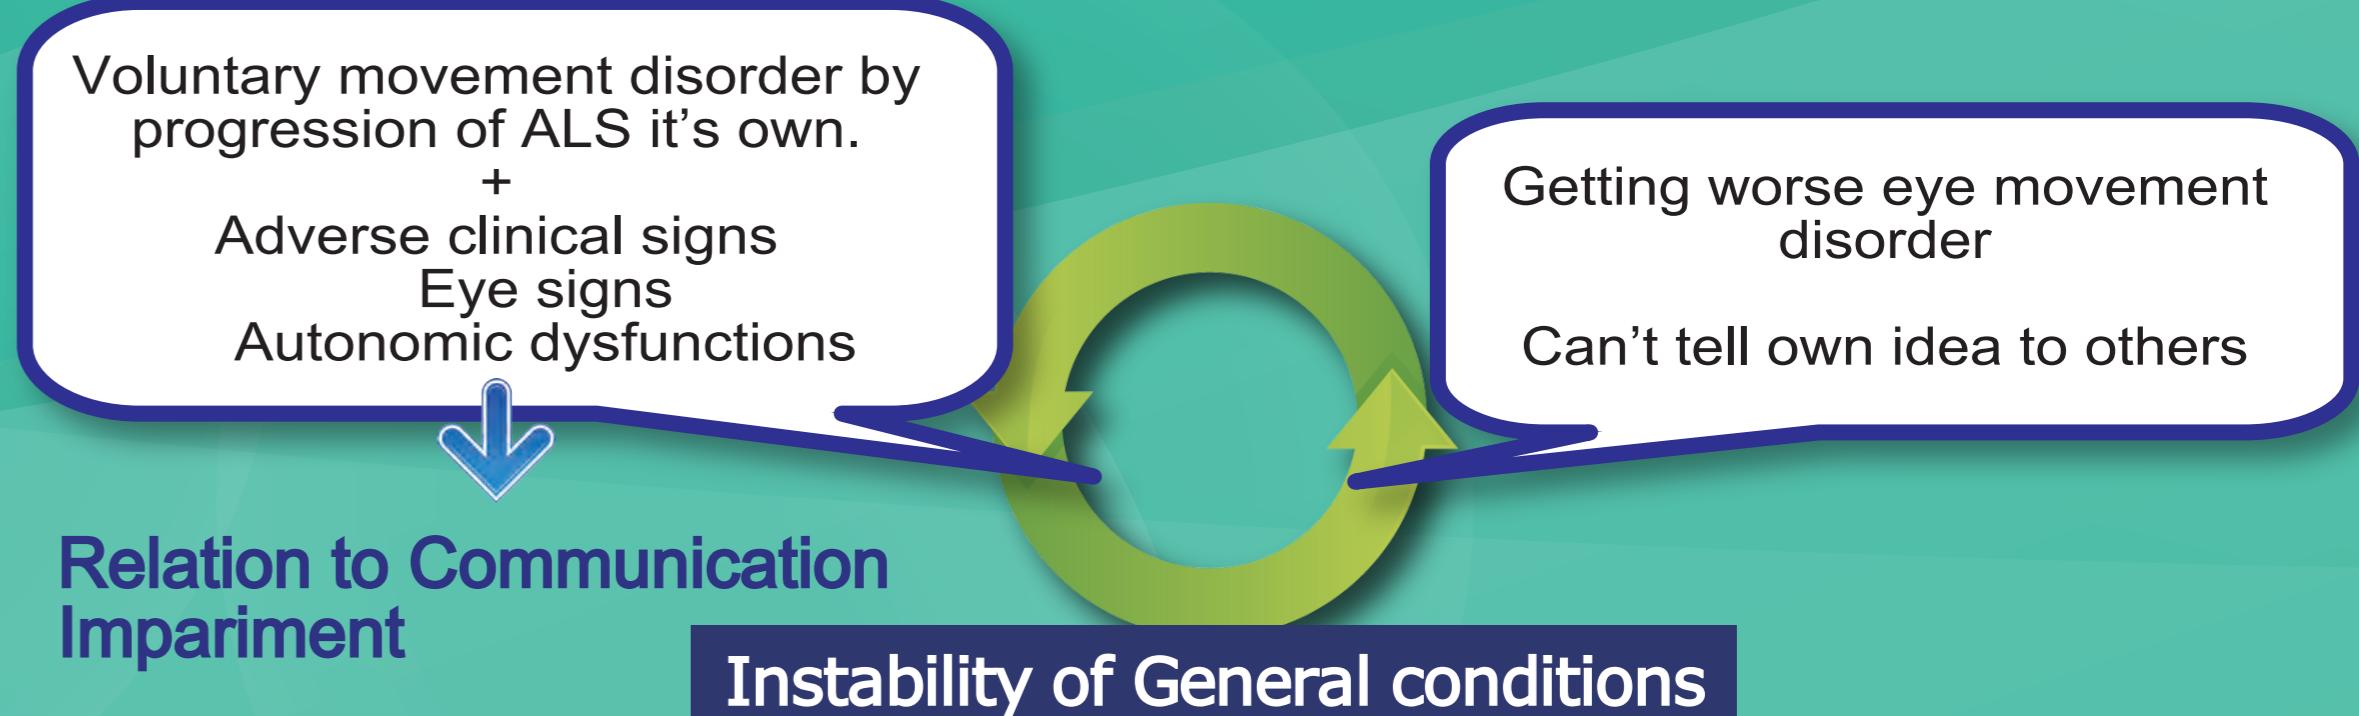 Voluntary movement disorder by
progression of ALS it's own.
+
Adverse clinical signs
Eye signs
Autonomic dysfunctions
Getting worse eye movement
disorder
Can't tell own idea to others
Relation to Communication
Impariment
Instability of General conditions